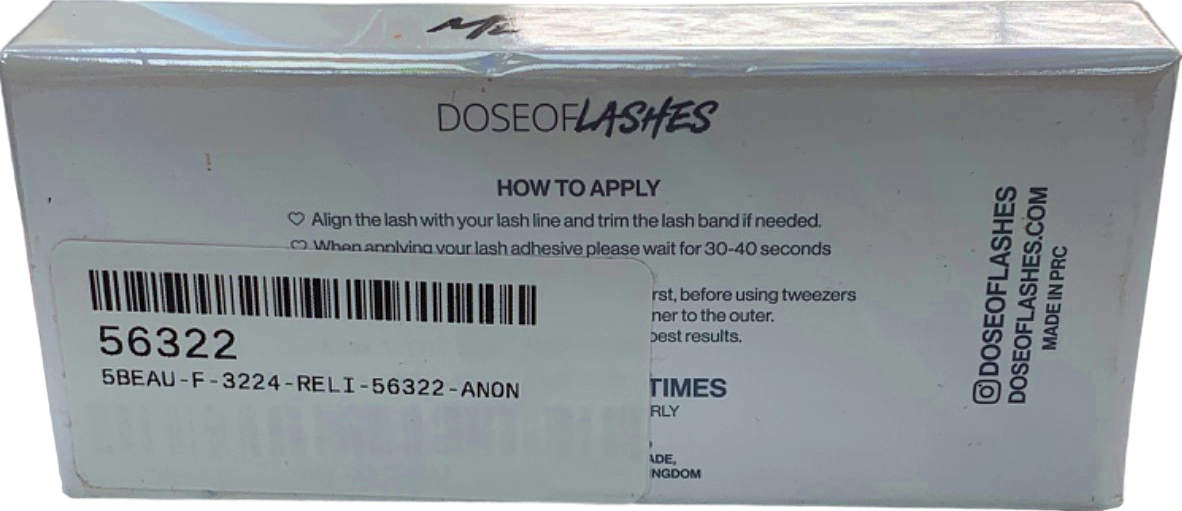 DOSEOFLASHES
HOW TO APPLY
♡ Align the lash with your lash line and trim the lash band if needed.
♡ When applying your lash adhesive please wait for 30-40 seconds
rst, before using tweezers
ner to the outer.
best results.
TIMES
RLY
ADE,
INGDOM
56322
5BEAU-F-3224-RELI-56322-ANON
DOSEOFLASHES
DOSEOFLASHES.COM
MADE IN PRC